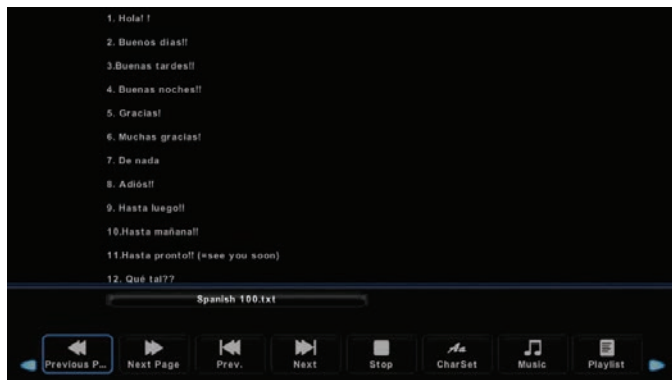 1. Hola! !
2. Buenos dias!!
3.Buenas tardes!!
4. Buenas noches!!
5. Gracias!
6. Muchas gracias!
7. De nada
8. Adiós!!
9. Hasta luego!!
10.Hasta mañana!!
11.Hasta pronto!! (=see you soon)
12. Qué tal??
Spanish 100.txt
Previous P... Next Page Prev. Next Stop CharSet Music Playlist